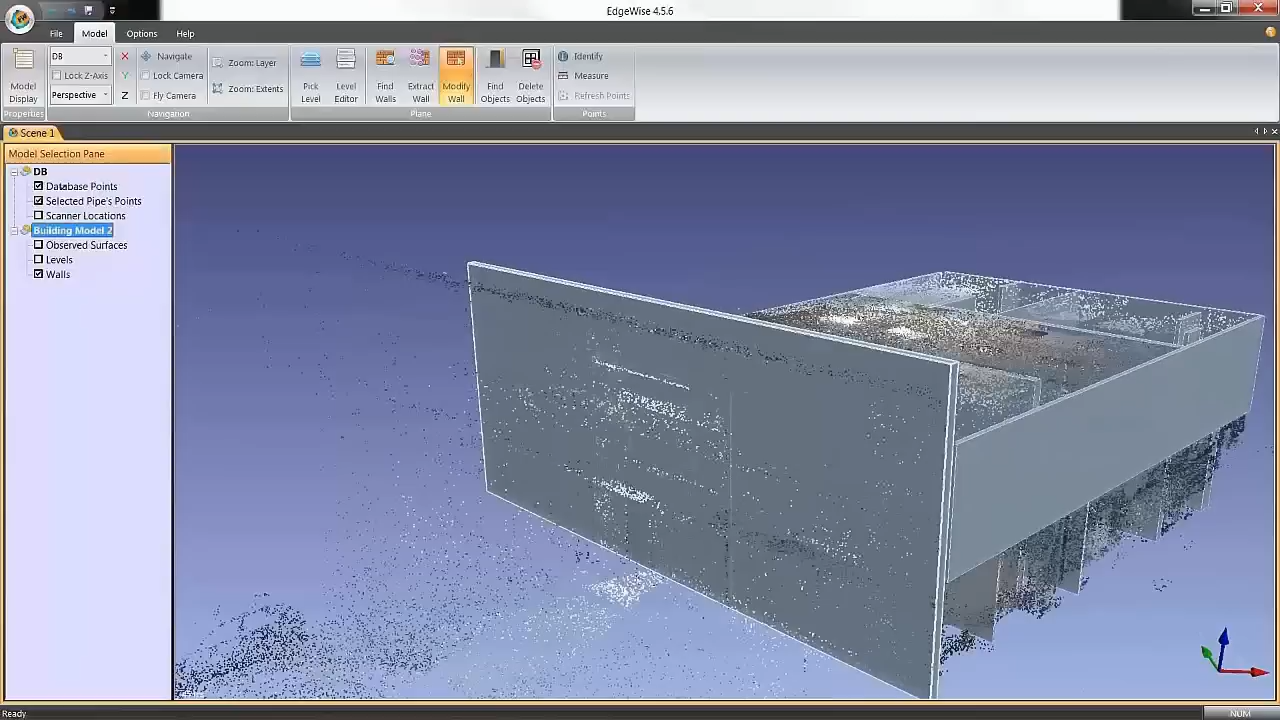 EdgeWise 4.5.6
File Model Options Help
Model Display
DB
Lock Z-Axis
Perspective
X
Y
Z
Navigate
Lock Camera
Fly Camera
Zoom: Layer
Zoom: Extents
Pick Level
Level Editor
Find Walls
Extract Wall
Modify Wall
Find Objects
Delete Objects
Identify
Measure
Refresh Points
Properties Navigation Plane Points
Scene 1
Model Selection Pane
DB
Database Points
Selected Pipe's Points
Scanner Locations
Building Model 2
Observed Surfaces
Levels
Walls
Ready
NUM